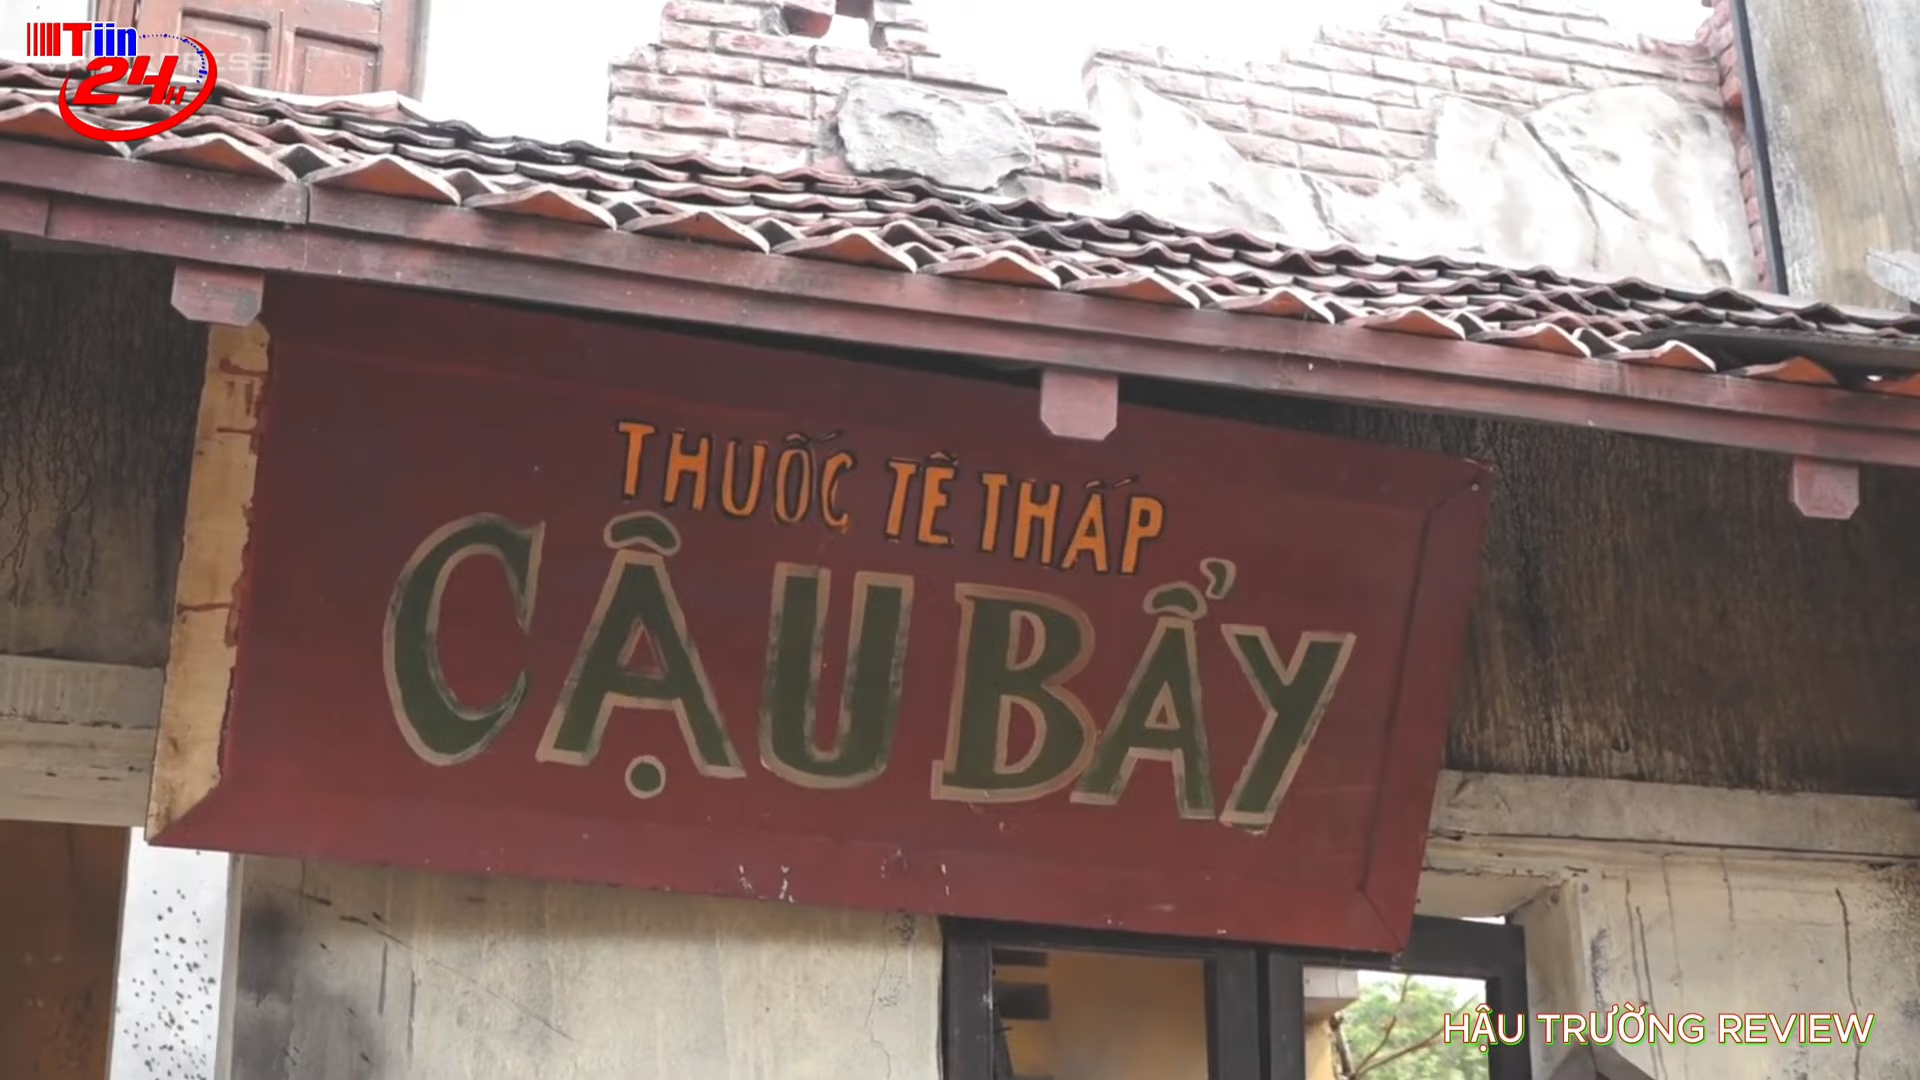 Tiin
24H
THUỐC TÊ THẤP
CẬU BẨY
HẬU TRƯỜNG REVIEW